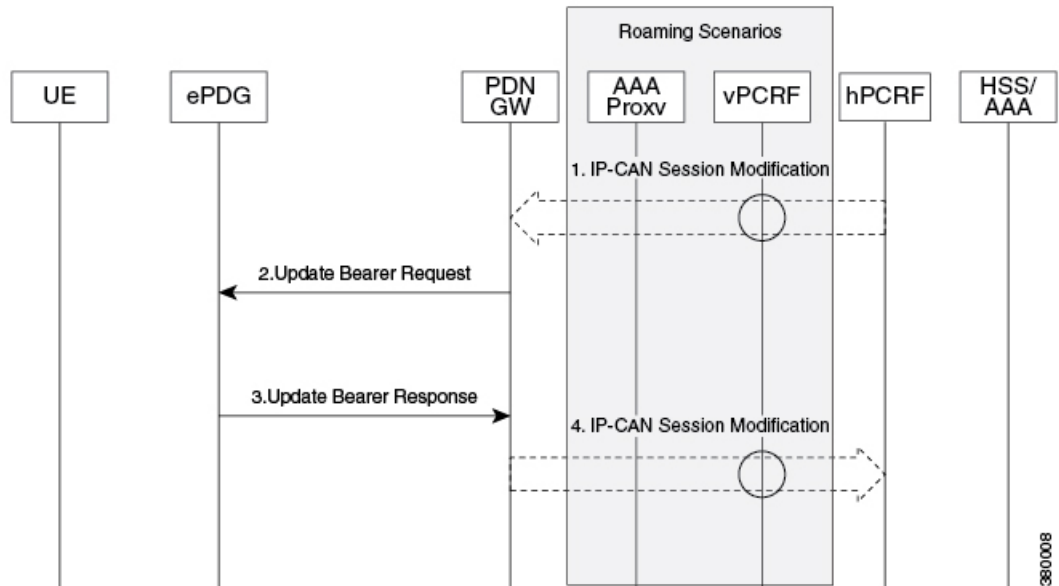 Roaming Scenarios
UE
ePDG
PDN
GW
AAA
Proxv
vPCRF
hPCRF
HSS/
AAA
1. IP-CAN Session Modification
2.Update Bearer Request
3.Update Bearer Response
4. IP-CAN Session Modification
380008